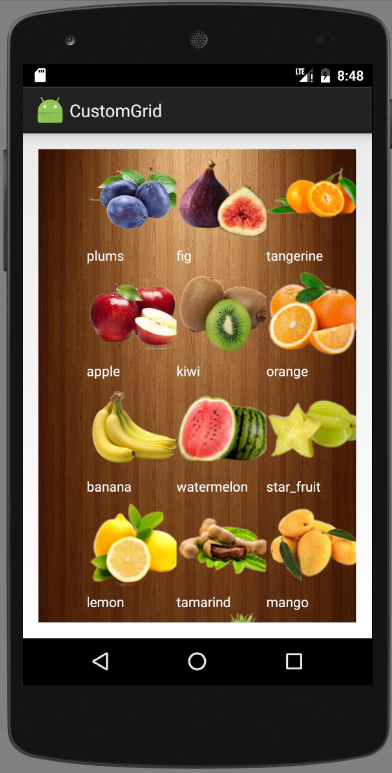 LTE 8:48
CustomGrid
plums fig tangerine
apple kiwi orange
banana watermelon star_fruit
lemon tamarind mango